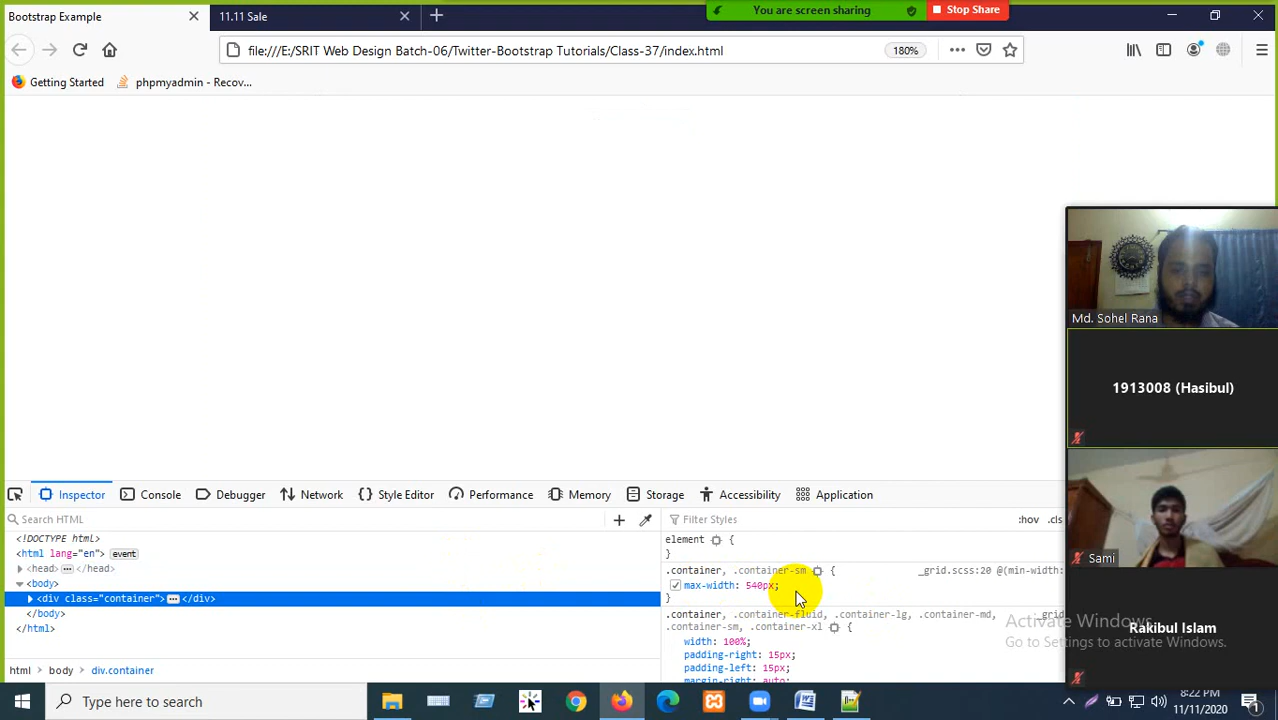 Bootstrap Example
11.11 Sale
You are screen sharing
Stop Share
file:///E:/SRIT Web Design Batch-06/Twitter-Bootstrap Tutorials/Class-37/index.html
180%
Getting Started
phpmyadmin - Recov...
Md. Sohel Rana
1913008 (Hasibul)
Sami
Rakibul Islam
Inspector
Console
Debugger
Network
Style Editor
Performance
Memory
Storage
Accessibility
Application
Search HTML
Filter Styles
:hov
.cls
<!DOCTYPE html>
<html lang="en"> event
<head> ••• </head>
<body>
<div class="container"> ••• </div>
</body>
</html>
element {
}
.container, .container-sm {
_grid.scss:20 @(min-width:
max-width: 540px;
}
.container, .container-fluid, .container-lg, .container-md,
_grid
.container-sm, .container-xl {
width: 100%;
padding-right: 15px;
padding-left: 15px;
margin-right: auto;
Activate Windows
Go to Settings to activate Windows.
html
body
div.container
Type here to search
8:22 PM
11/11/2020
1